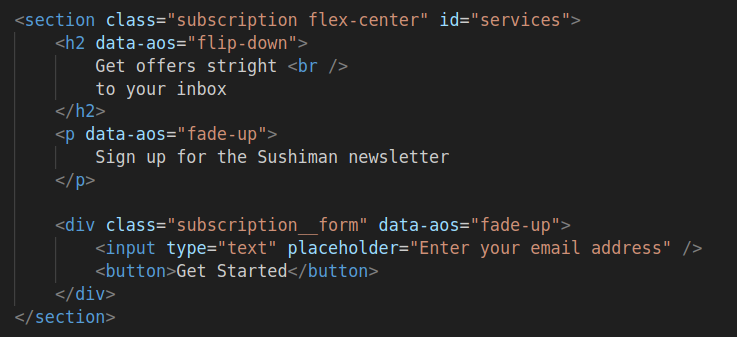 <section class="subscription flex-center" id="services">
<h2 data-aos="flip-down">
Get offers stright <br />
to your inbox
</h2>
<p data-aos="fade-up">
Sign up for the Sushiman newsletter
</p>
<div class="subscription__form" data-aos="fade-up">
<input type="text" placeholder="Enter your email address" />
<button>Get Started</button>
</div>
</section>